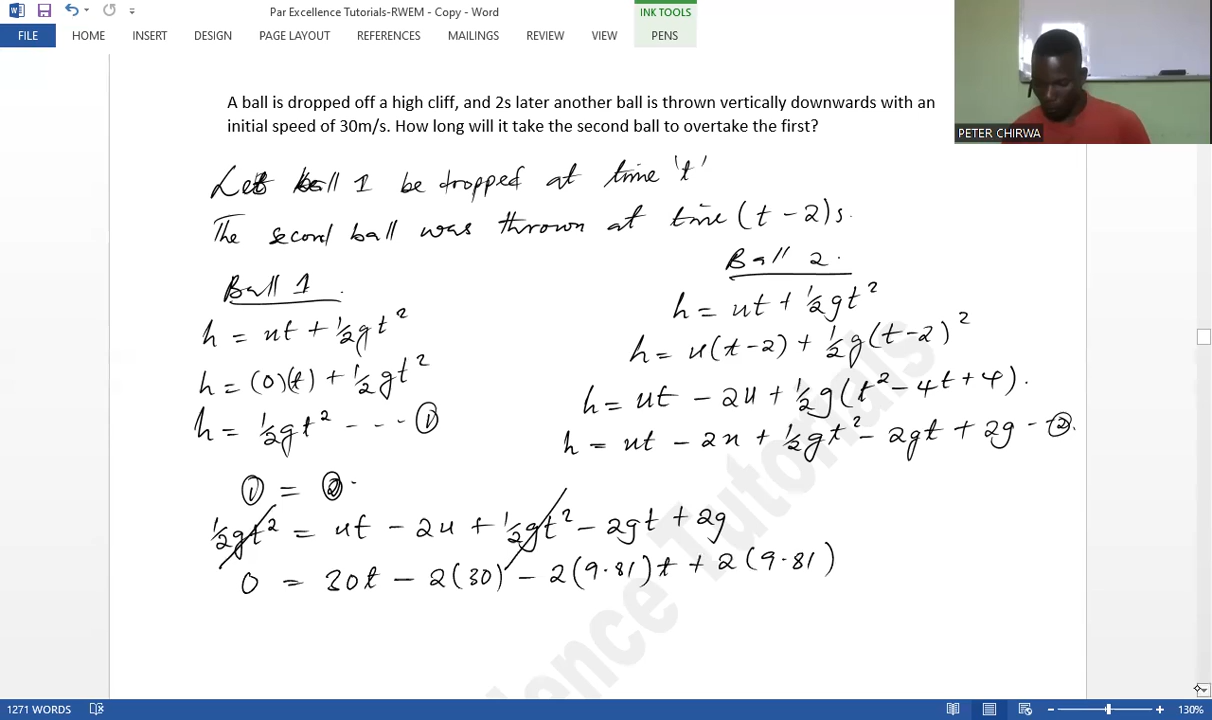 Par Excellence Tutorials-RWEM - Copy - Word
INK TOOLS
FILE HOME INSERT DESIGN PAGE LAYOUT REFERENCES MAILINGS REVIEW VIEW PENS
A ball is dropped off a high cliff, and 2s later another ball is thrown vertically downwards with an
initial speed of 30m/s. How long will it take the second ball to overtake the first?
PETER CHIRWA
Let ball 1 be dropped at time 't'
The second ball was thrown at time (t - 2)s.
Ball 1
h = ut + ½gt²
h = (0)(t) + ½gt²
h = ½gt² - - - ①
Ball 2.
h = ut + ½gt²
h = u(t-2) + ½g(t-2)²
h = ut - 2u + ½g(t² - 4t + 4).
h = ut - 2u + ½gt² - 2gt + 2g - ②.
① = ②.
½gt² = ut - 2u + ½gt² - 2gt + 2g
0 = 30t - 2(30) - 2(9.81)t + 2(9.81)
ence Tutorials
1271 WORDS
130%